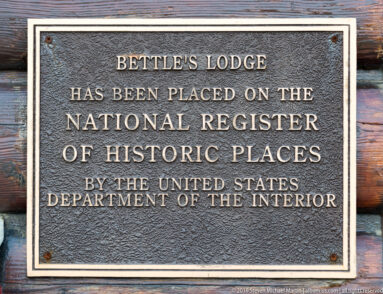 BETTLE'S LODGE
HAS BEEN PLACED ON THE
NATIONAL REGISTER
OF HISTORIC PLACES
BY THE UNITED STATES
DEPARTMENT OF THE INTERIOR